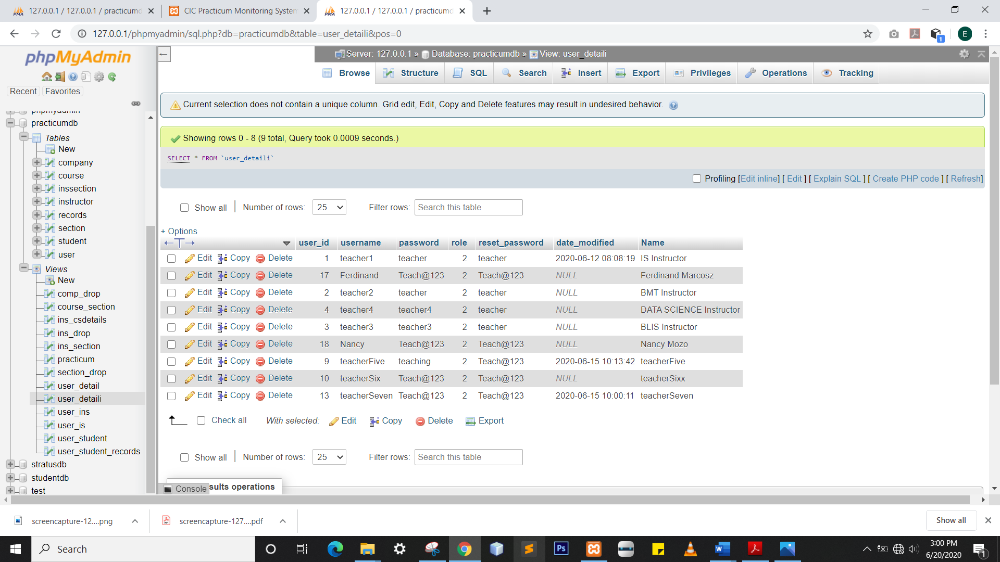 127.0.0.1 / 127.0.0.1 / practicumd
CIC Practicum Monitoring System
127.0.0.1 / 127.0.0.1 / practicumd
127.0.0.1/phpmyadmin/sql.php?db=practicumdb&table=user_detaili&pos=0
E
1
phpMyAdmin
Recent Favorites
phpmyadmin
practicumdb
Tables
New
company
course
inssection
instructor
records
section
student
user
Views
New
comp_drop
course_section
ins_csdetails
ins_drop
ins_section
practicum
section_drop
user_detail
user_detaili
user_ins
user_is
user_student
user_student_records
stratusdb
studentdb
test
Server: 127.0.0.1 » Database: practicumdb » View: user_detaili
Browse Structure SQL Search Insert Export Privileges Operations Tracking
Current selection does not contain a unique column. Grid edit, Edit, Copy and Delete features may result in undesired behavior.
Showing rows 0 - 8 (9 total, Query took 0.0009 seconds.)
SELECT * FROM `user_detaili`
Profiling [Edit inline] [ Edit ] [ Explain SQL ] [ Create PHP code ] [ Refresh]
Show all Number of rows: 25 Filter rows: Search this table
+ Options
user_id username password role reset_password date_modified Name
Edit Copy Delete 1 teacher1 teacher 2 teacher 2020-06-12 08:08:19 IS Instructor
Edit Copy Delete 17 Ferdinand Teach@123 2 Teach@123 NULL Ferdinand Marcosz
Edit Copy Delete 2 teacher2 teacher 2 teacher NULL BMT Instructor
Edit Copy Delete 4 teacher4 teacher4 2 teacher NULL DATA SCIENCE Instructor
Edit Copy Delete 3 teacher3 teacher3 2 teacher NULL BLIS Instructor
Edit Copy Delete 18 Nancy Teach@123 2 Teach@123 NULL Nancy Mozo
Edit Copy Delete 9 teacherFive teaching 2 Teach@123 2020-06-15 10:13:42 teacherFive
Edit Copy Delete 10 teacherSix Teach@123 2 Teach@123 NULL teacherSixx
Edit Copy Delete 13 teacherSeven Teach@123 2 Teach@123 2020-06-15 10:00:11 teacherSeven
Check all With selected: Edit Copy Delete Export
Show all Number of rows: 25 Filter rows: Search this table
Console sults operations
screencapture-12....png
screencapture-127....pdf
Show all
Search
Ps
3:00 PM
6/20/2020
1